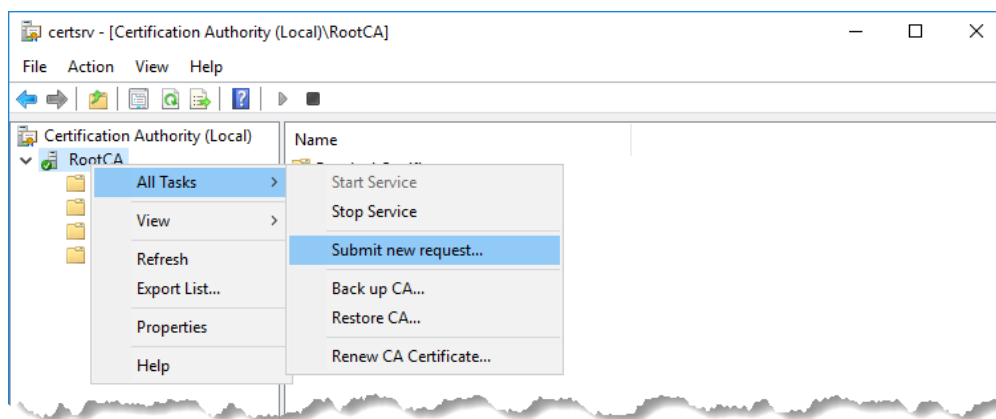 certsrv - [Certification Authority (Local)\RootCA]
File Action View Help
Certification Authority (Local)
Name
RootCA
All Tasks
Start Service
Stop Service
View
Submit new request...
Refresh
Export List...
Back up CA...
Restore CA...
Properties
Renew CA Certificate...
Help